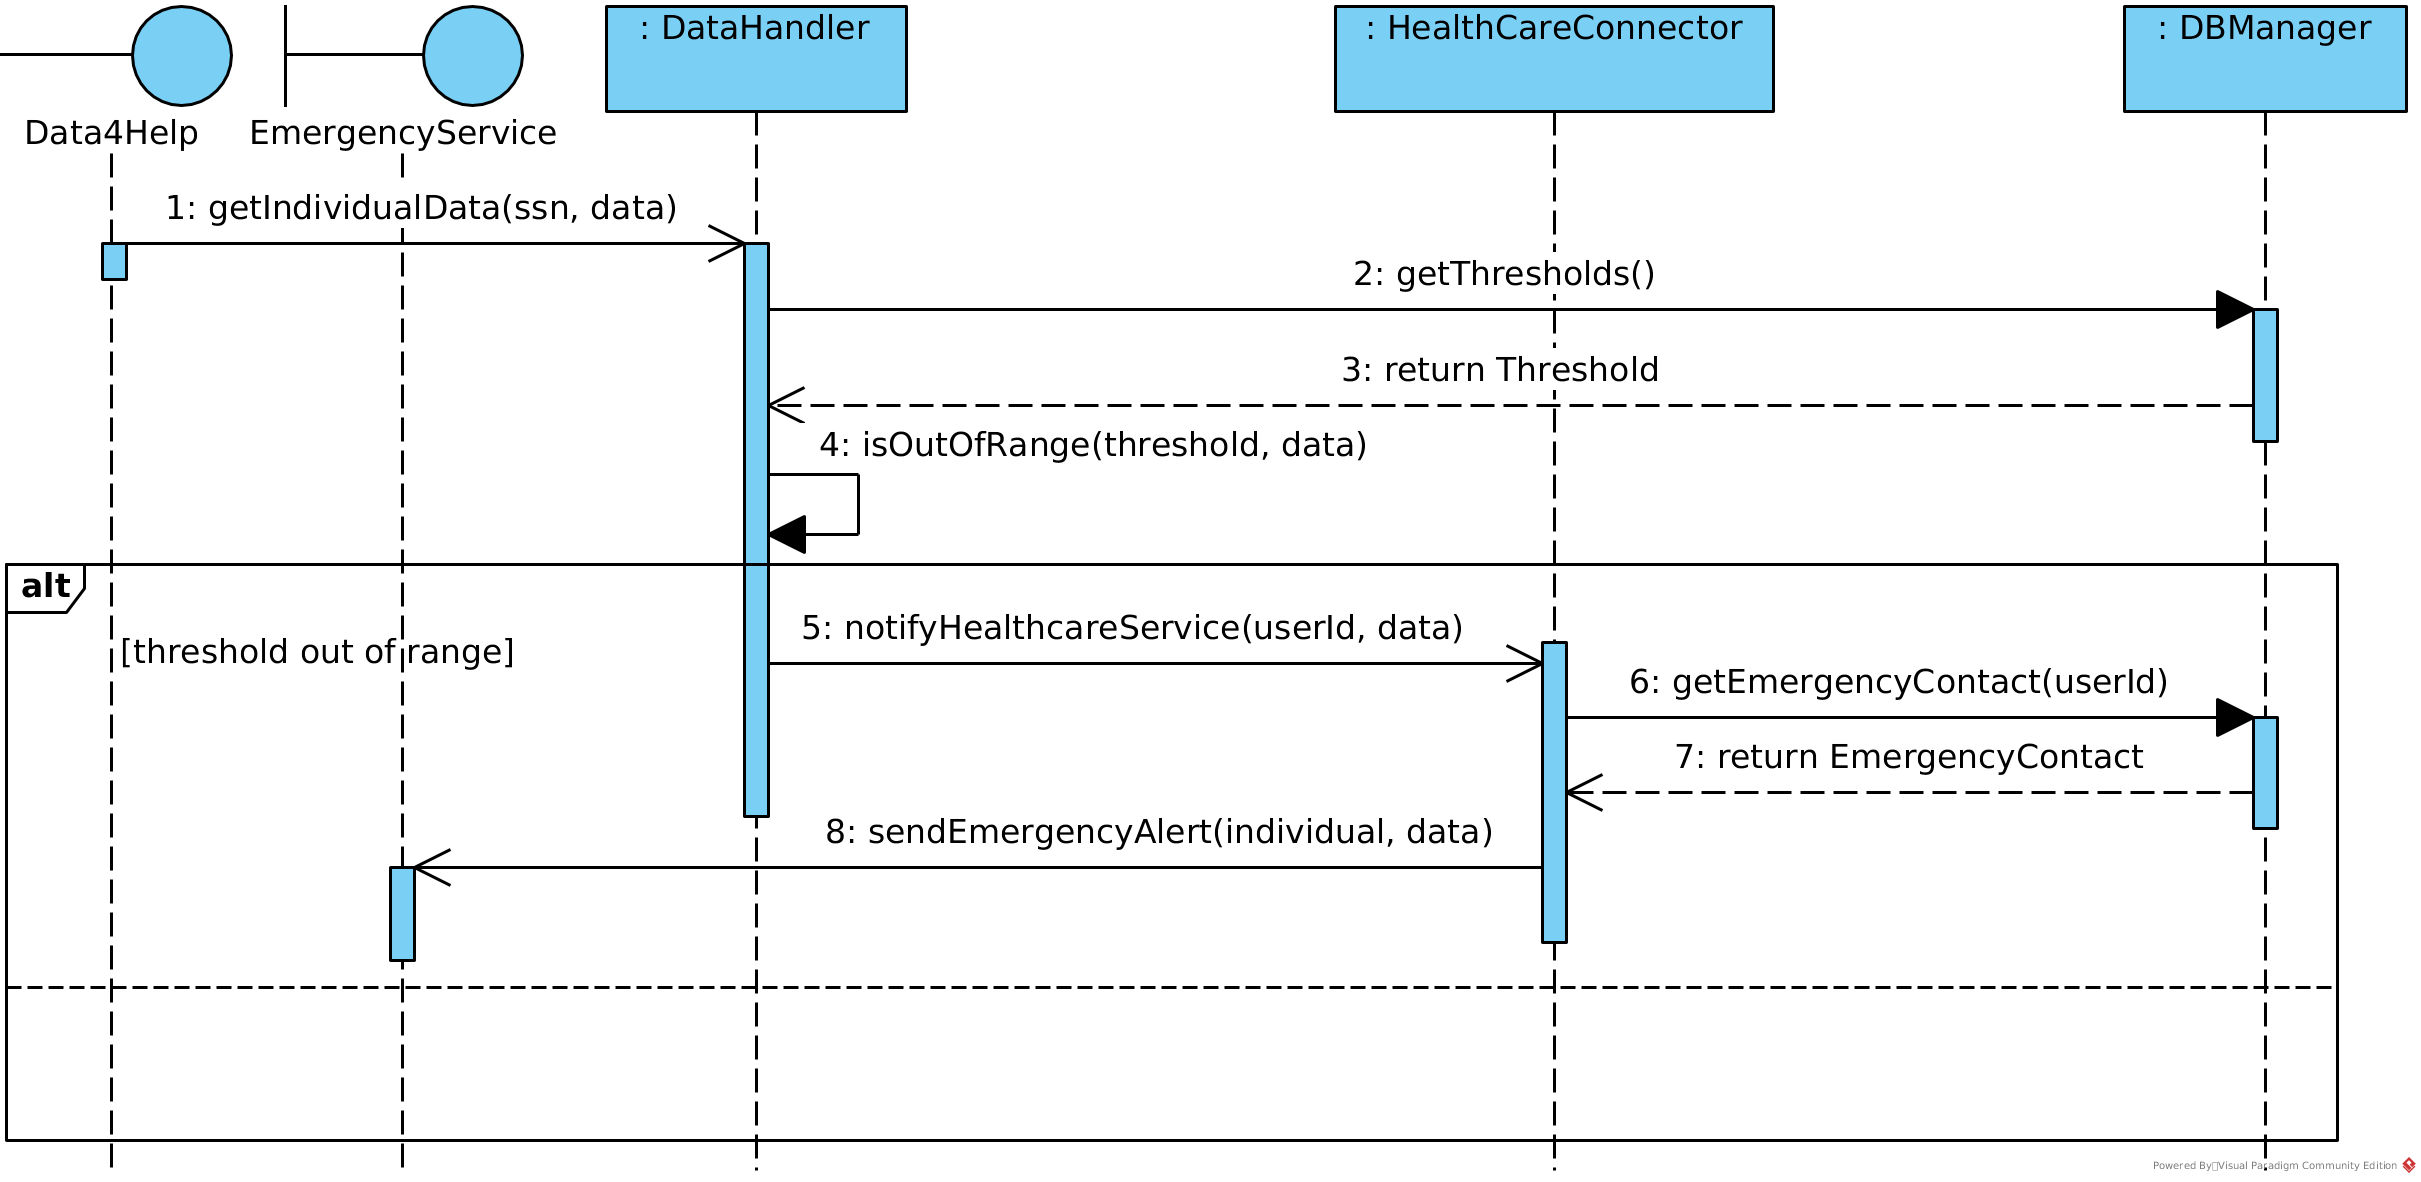 : DataHandler
: HealthCareConnector
: DBManager
Data4Help
EmergencyService
1: getIndividualData(ssn, data)
2: getThresholds()
3: return Threshold
4: isOutOfRange(threshold, data)
alt
5: notifyHealthcareService(userId, data)
[threshold out of range]
6: getEmergencyContact(userId)
7: return EmergencyContact
8: sendEmergencyAlert(individual, data)
Powered By Visual Paradigm Community Edition